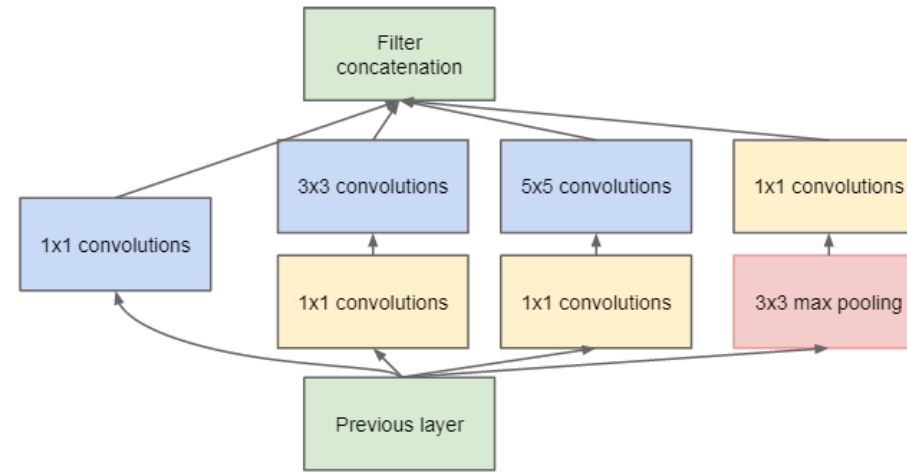 Filter
concatenation
3x3 convolutions
5x5 convolutions
1x1 convolutions
1x1 convolutions
1x1 convolutions
1x1 convolutions
3x3 max pooling
Previous layer